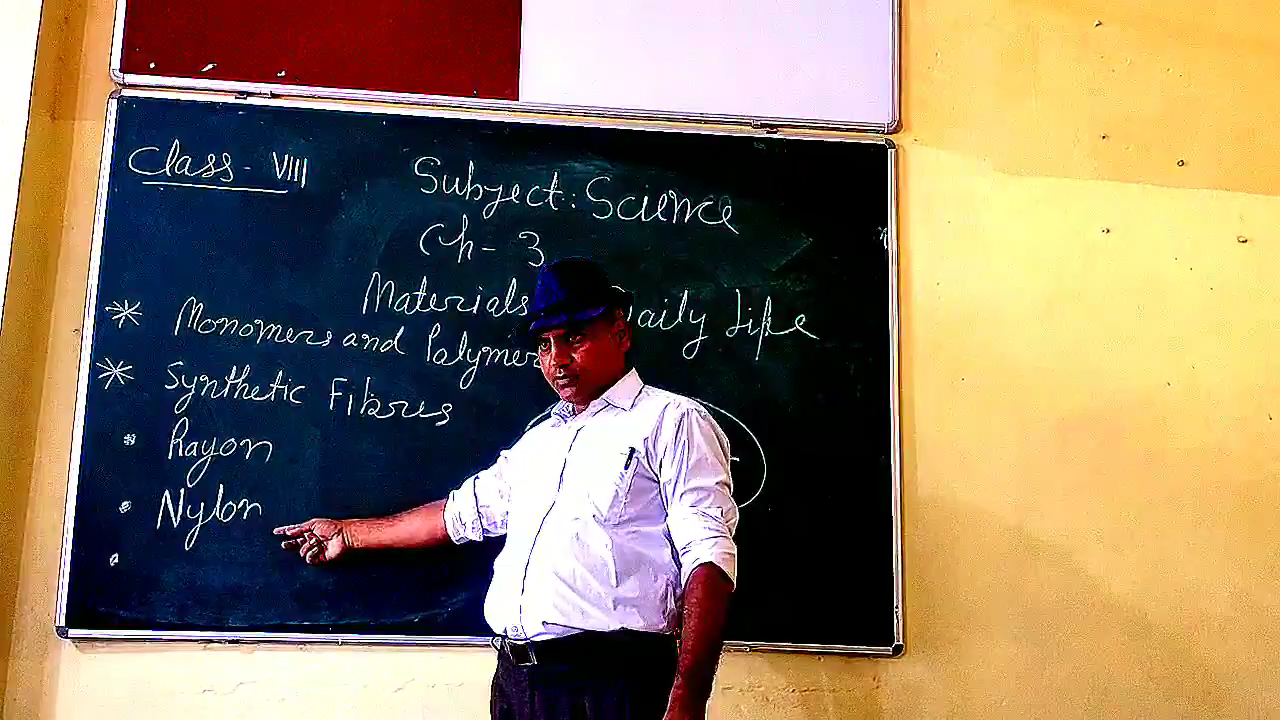 Class - VIII
Subject: Science
Ch - 3
Materials Daily Life
* Monomers and Polymers
* Synthetic Fibres
• Rayon
• Nylon
•